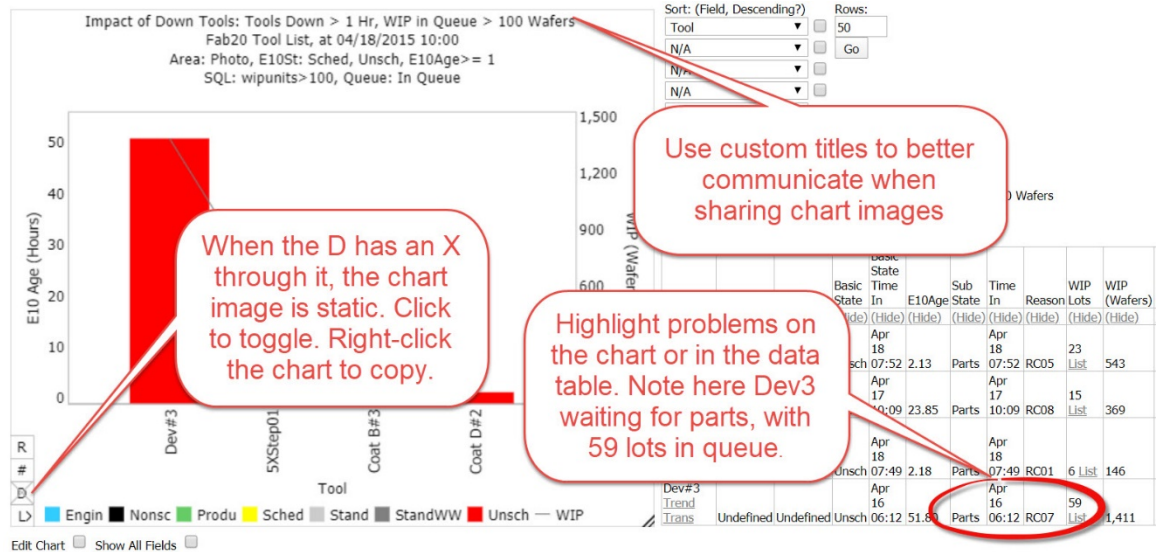 Impact of Down Tools: Tools Down > 1 Hr, WIP in Queue > 100 Wafers
Fab20 Tool List, at 04/18/2015 10:00
Area: Photo, E10St: Sched, Unsch, E10Age>= 1
SQL: wipunits>100, Queue: In Queue
Sort: (Field, Descending?)
Rows:
Tool
50
N/A
Go
N/A
N/A
Use custom titles to better
communicate when
sharing chart images
When the D has an X
through it, the chart
image is static. Click
to toggle. Right-click
the chart to copy.
Highlight problems on
the chart or in the data
table. Note here Dev3
waiting for parts, with
59 lots in queue.
E10 Age (Hours)
50
40
30
20
10
0
1,500
1,200
900
600
WIP (Wafer
Dev#3
5XStep01
Coat B#3
Coat D#2
Tool
R
#
D
L>
Engin Nonsc Produ Sched Stand StandWW Unsch WIP
Edit Chart Show All Fields
Wafers
Basic
State
Basic Time Sub Time WIP WIP
State In E10Age State In Reason Lots (Wafers)
(Hide) (Hide) (Hide) (Hide) (Hide) (Hide) (Hide)
Apr Apr
18 18 23
07:52 2.13 Parts 07:52 RC05 List 543
Apr Apr
17 17 15
10:09 23.85 Parts 10:09 RC08 List 369
Apr Apr
18 18
Unsch 07:49 2.18 Parts 07:49 RC01 6 List 146
Dev#3 Apr Apr
Trend 16 16 59
Trans Undefined Undefined Unsch 06:12 51.80 Parts 06:12 RC07 List 1,411